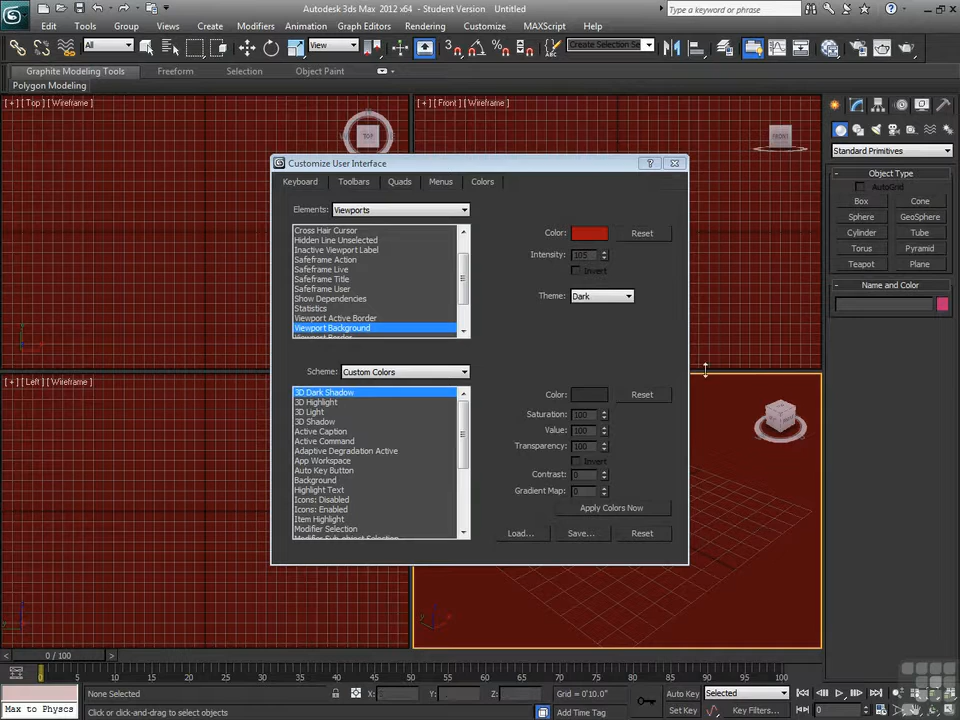 Autodesk 3ds Max 2012 x64 - Student Version Untitled
Type a keyword or phrase
Edit Tools Group Views Create Modifiers Animation Graph Editors Rendering Customize MAXScript Help
All View Create Selection Se
Graphite Modeling Tools Freeform Selection Object Paint
Polygon Modeling
[ + ] [ Top ] [ Wireframe ]
[ + ] [ Front ] [ Wireframe ]
TOP
FRONT
Standard Primitives
- Object Type
AutoGrid
Box Cone
Sphere GeoSphere
Cylinder Tube
Torus Pyramid
Teapot Plane
- Name and Color
Customize User Interface
Keyboard Toolbars Quads Menus Colors
Elements: Viewports
Cross Hair Cursor
Hidden Line Unselected
Inactive Viewport Label
Safeframe Action
Safeframe Live
Safeframe Title
Safeframe User
Show Dependencies
Statistics
Viewport Active Border
Viewport Background
Viewport Border
Color: Reset
Intensity: 105
Invert
Theme: Dark
Scheme: Custom Colors
3D Dark Shadow
3D Highlight
3D Light
3D Shadow
Active Caption
Active Command
Adaptive Degradation Active
App Workspace
Auto Key Button
Background
Highlight Text
Icons: Disabled
Icons: Enabled
Item Highlight
Modifier Selection
Modifier Sub-object Selection
Color: Reset
Saturation: 100
Value: 100
Transparency: 100
Invert
Contrast: 0
Gradient Map: 0
Apply Colors Now
Load... Save... Reset
[ + ] [ Left ] [ Wireframe ]
< 0 / 100 >
0 5 10 15 20 25 30 35 40 45 50 55 60 65 70 75 80 85 90 95 100
None Selected X: Y: Z: Grid = 0'10.0" Auto Key Selected
Max to Physcs Click or click-and-drag to select objects Add Time Tag Set Key Key Filters... 0